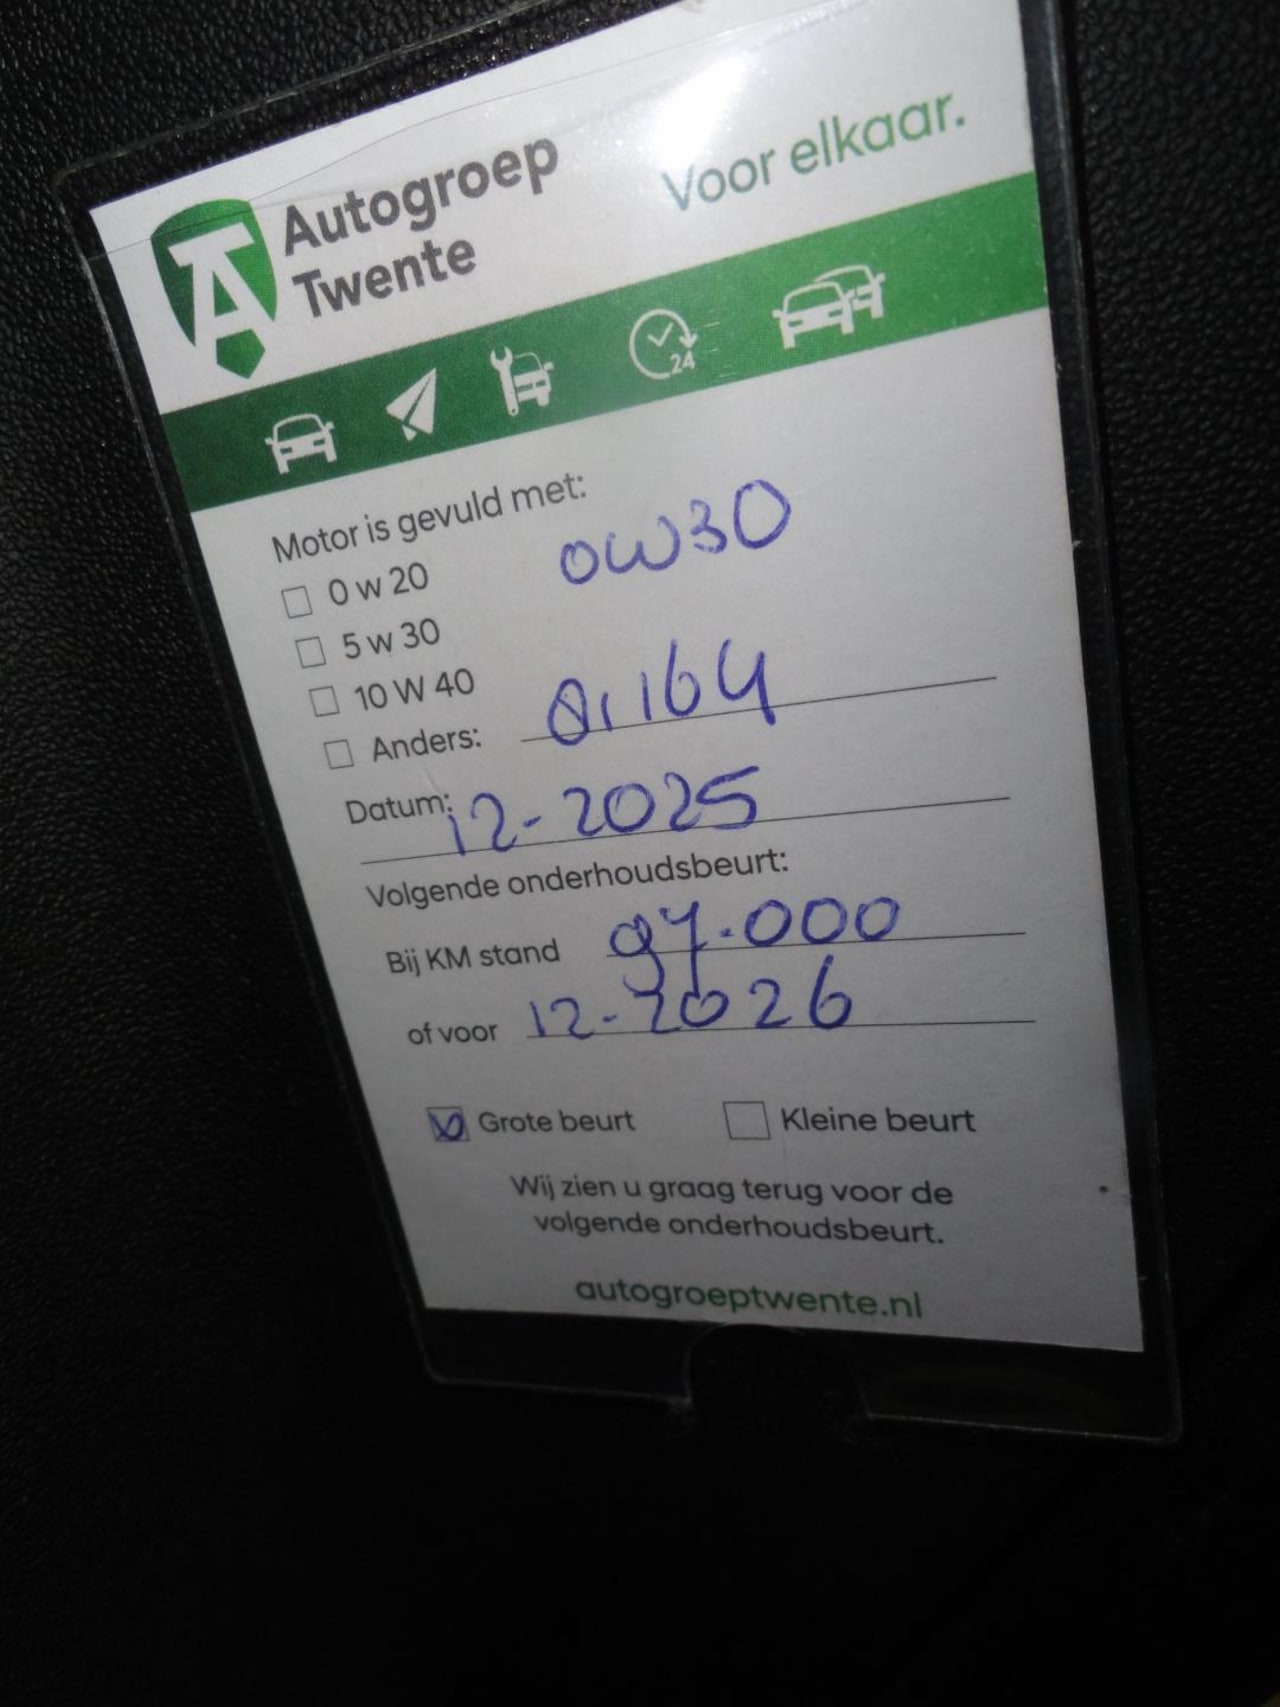 Autogroep
Twente
Voor elkaar.
24
Motor is gevuld met:
0 w 20
0W30
5 w 30
10 W 40
Anders:
Datum: 12-2025
Volgende onderhoudsbeurt:
Bij KM stand 97.000
of voor 12-2026
Grote beurt Kleine beurt
Wij zien u graag terug voor de
volgende onderhoudsbeurt.
autogroeptwente.nl